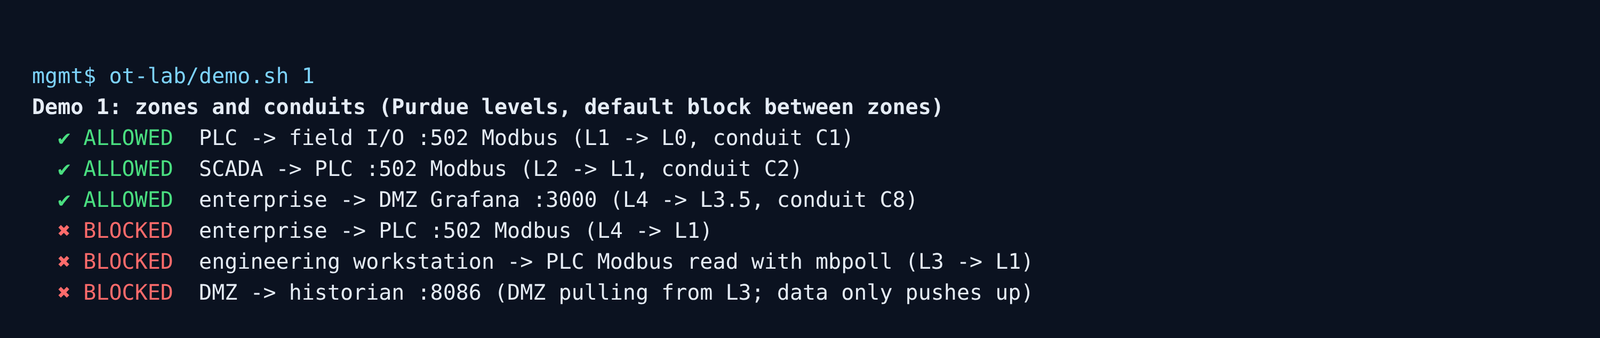 mgmt$ ot-lab/demo.sh 1
Demo 1: zones and conduits (Purdue levels, default block between zones)
✔ ALLOWED  PLC -> field I/O :502 Modbus (L1 -> L0, conduit C1)
✔ ALLOWED  SCADA -> PLC :502 Modbus (L2 -> L1, conduit C2)
✔ ALLOWED  enterprise -> DMZ Grafana :3000 (L4 -> L3.5, conduit C8)
✖ BLOCKED  enterprise -> PLC :502 Modbus (L4 -> L1)
✖ BLOCKED  engineering workstation -> PLC Modbus read with mbpoll (L3 -> L1)
✖ BLOCKED  DMZ -> historian :8086 (DMZ pulling from L3; data only pushes up)